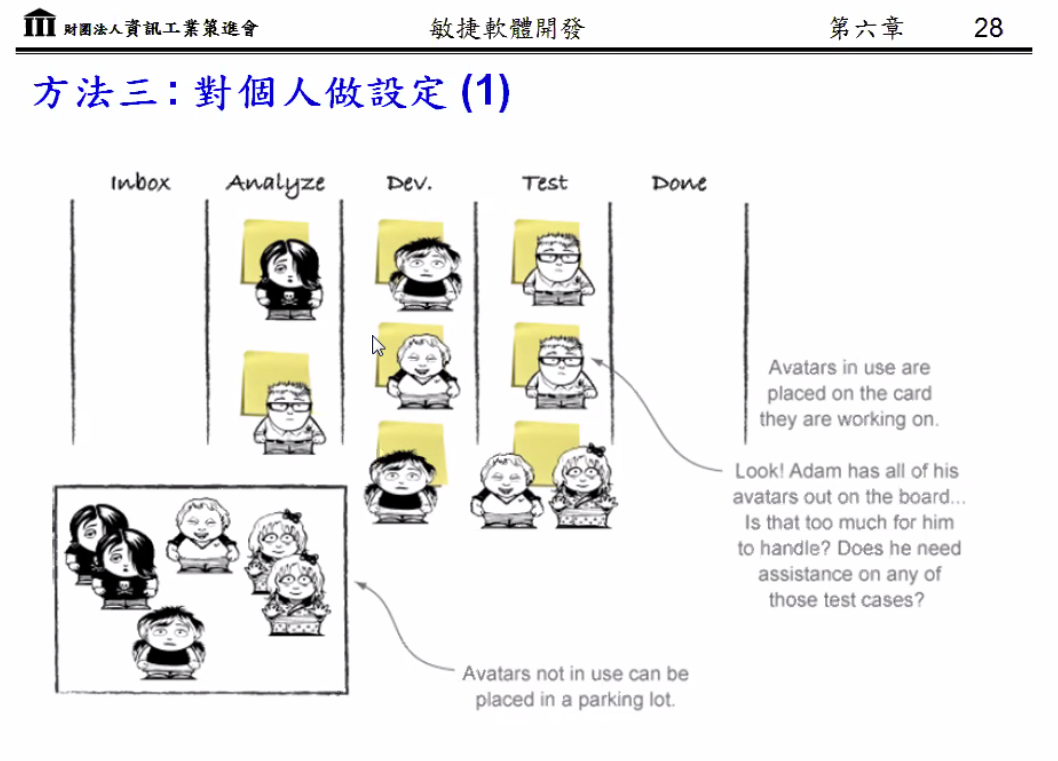 財團法人資訊工業策進會 敏捷軟體開發 第六章 28
方法三：對個人做設定 (1)
Inbox Analyze Dev. Test Done
Avatars in use are
placed on the card
they are working on.
Look! Adam has all of his
avatars out on the board...
Is that too much for him
to handle? Does he need
assistance on any of
those test cases?
Avatars not in use can be
placed in a parking lot.